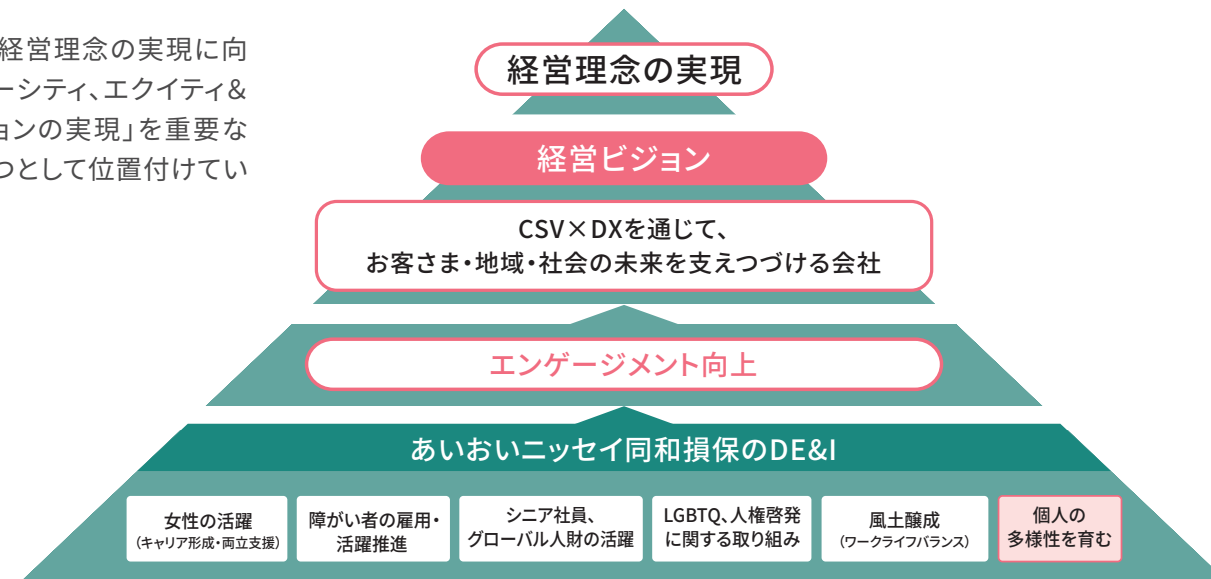 経営理念の実現に向
ーシティ、エクイティ&
ョンの実現」を重要な
つとして位置付けてい
経営理念の実現
経営ビジョン
CSV×DXを通じて、
お客さま・地域・社会の未来を支えつづける会社
エンゲージメント向上
あいおいニッセイ同和損保のDE&I
女性の活躍
（キャリア形成・両立支援）
障がい者の雇用・
活躍推進
シニア社員、
グローバル人財の活躍
LGBTQ、人権啓発
に関する取り組み
風土醸成
（ワークライフバランス）
個人の
多様性を育む